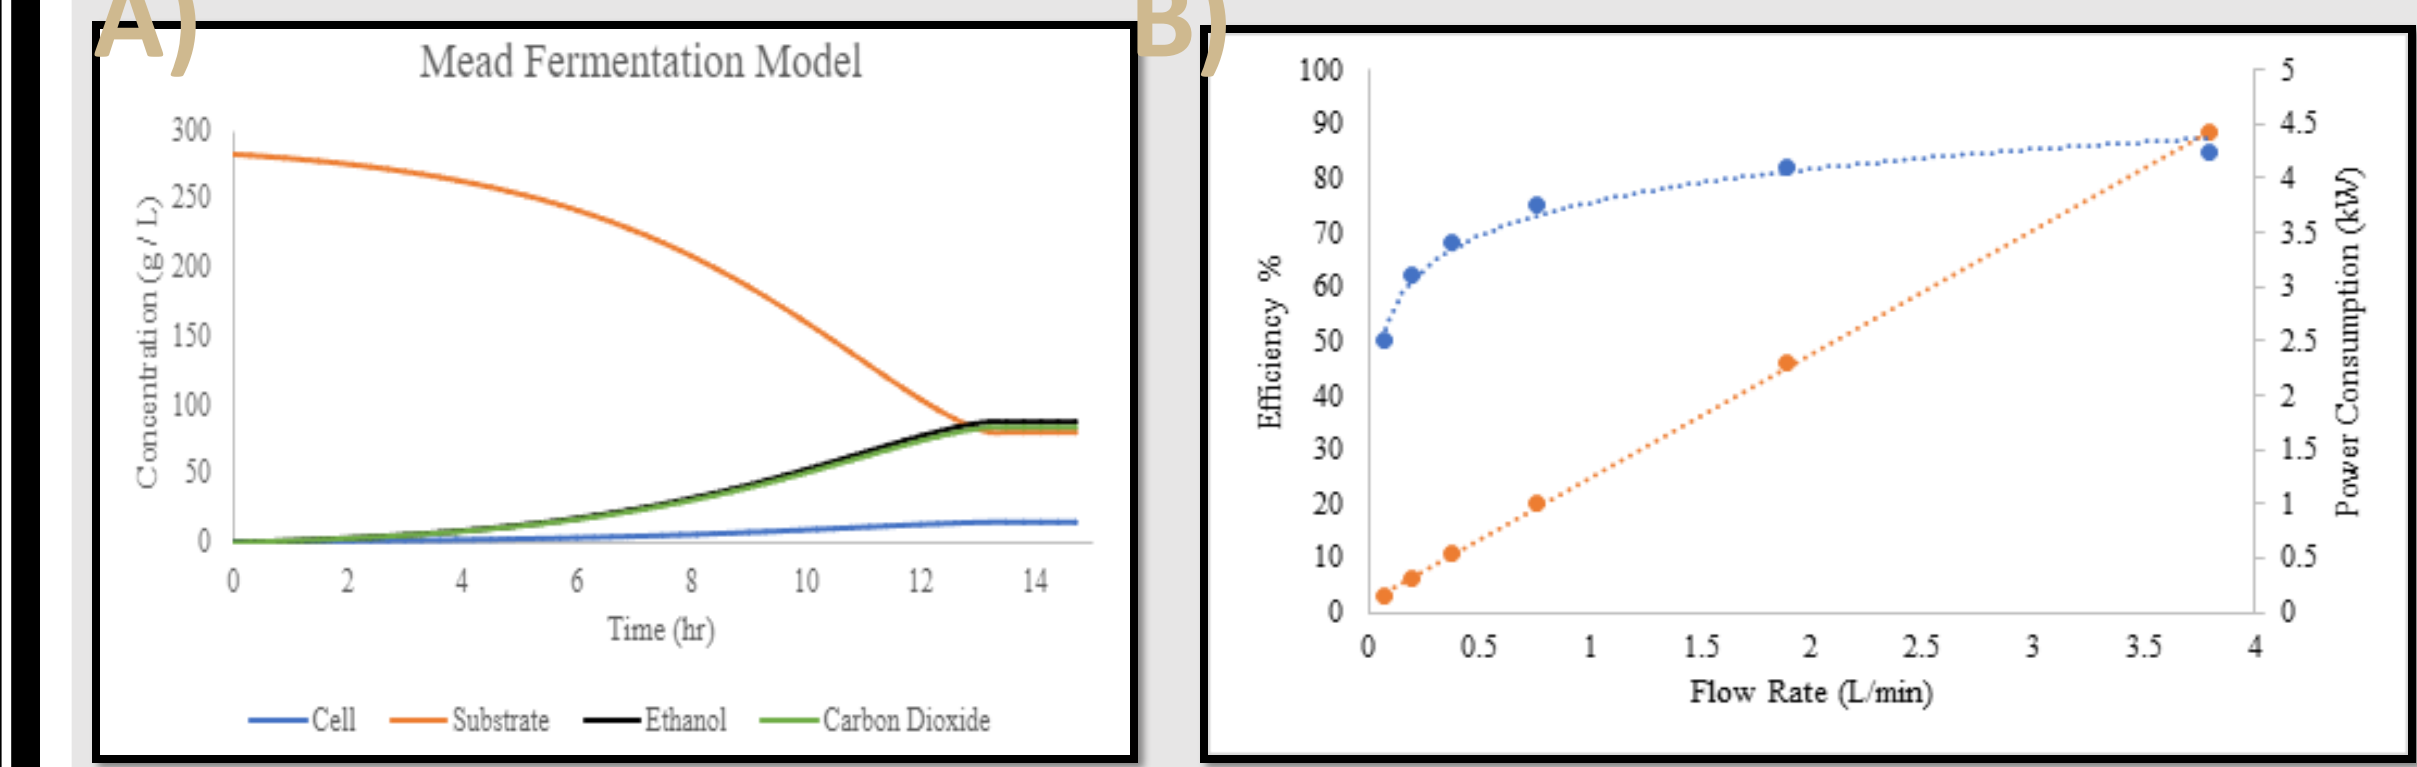 A)
Mead Fermentation Model
300
250
200
150
100
50
0
Concentration (g / L)
0 2 4 6 8 10 12 14
Time (hr)
Cell Substrate Ethanol Carbon Dioxide
B)
100
90
80
70
60
50
40
30
20
10
0
Efficiency %
5
4.5
4
3.5
3
2.5
2
1.5
1
0.5
0
Power Consumption (kW)
0 0.5 1 1.5 2 2.5 3 3.5 4
Flow Rate (L/min)